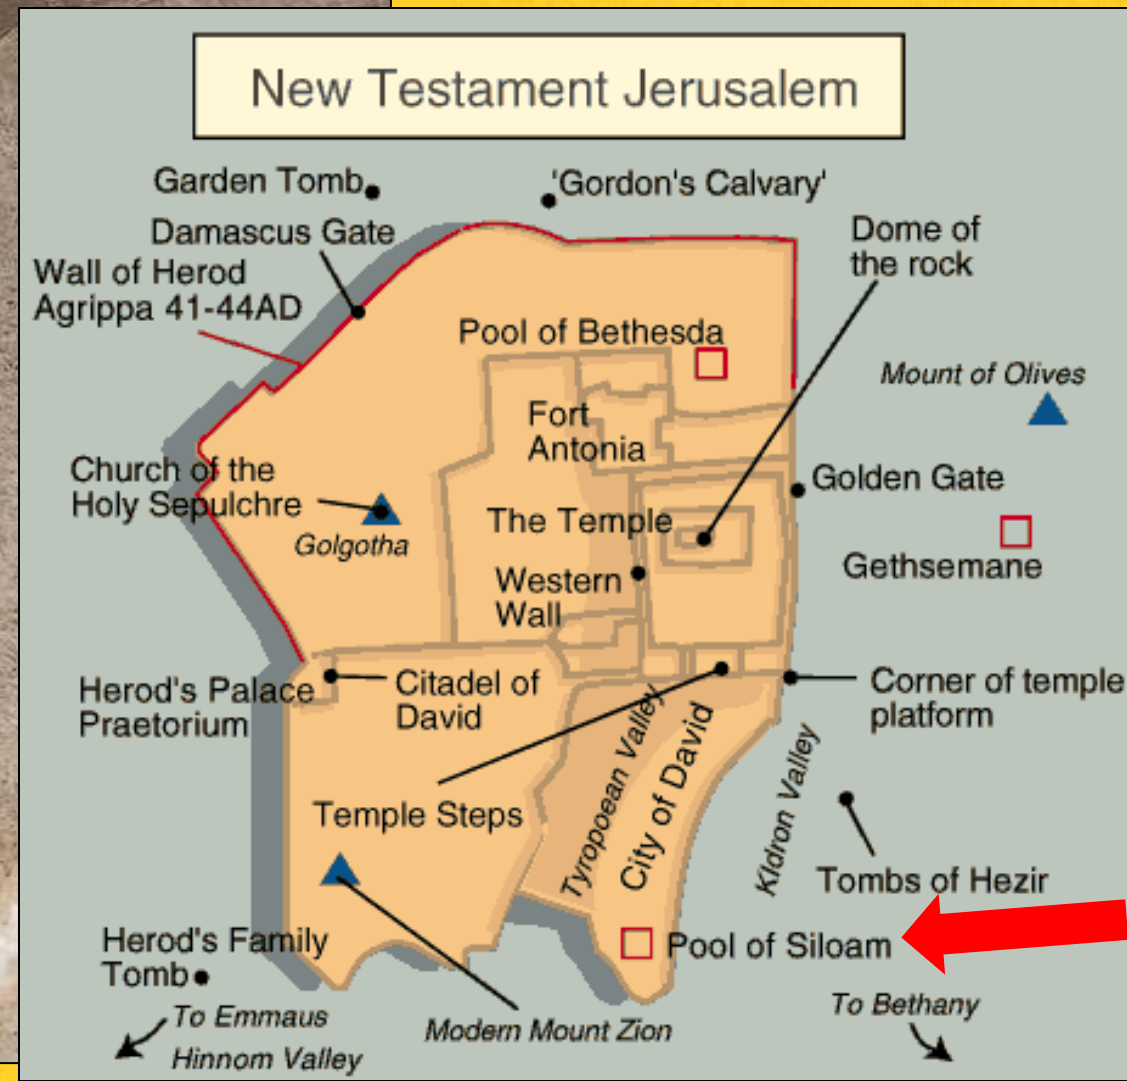 New Testament Jerusalem
Garden Tomb
'Gordon's Calvary'
Damascus Gate
Dome of
the rock
Wall of Herod
Agrippa 41-44AD
Pool of Bethesda
Mount of Olives
Fort
Antonia
Church of the
Holy Sepulchre
Golgotha
Golden Gate
The Temple
Gethsemane
Western
Wall
Herod's Palace
Praetorium
Citadel of
David
Corner of temple
platform
Temple Steps
Tyropoean Valley
City of David
Kidron Valley
Tombs of Hezir
Herod's Family
Tomb
Pool of Siloam
To Emmaus
Hinnom Valley
Modern Mount Zion
To Bethany